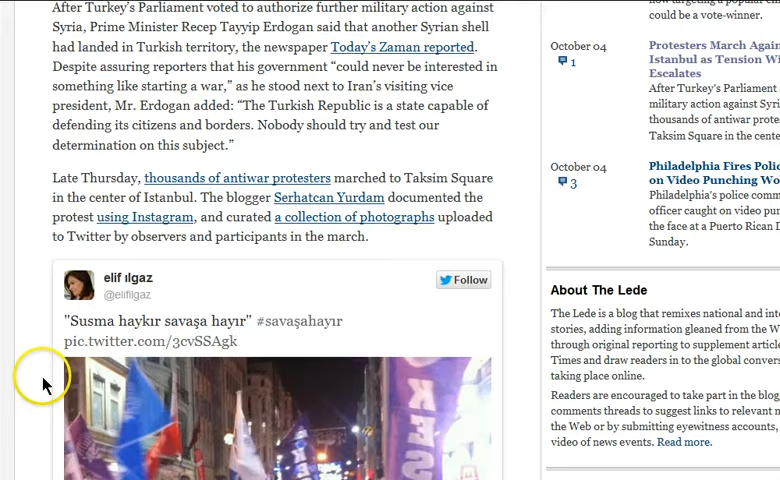 After Turkey's Parliament voted to authorize further military action against
Syria, Prime Minister Recep Tayyip Erdogan said that another Syrian shell
had landed in Turkish territory, the newspaper Today's Zaman reported.
Despite assuring reporters that his government “could never be interested in
something like starting a war,” as he stood next to Iran's visiting vice
president, Mr. Erdogan added: “The Turkish Republic is a state capable of
defending its citizens and borders. Nobody should try and test our
determination on this subject.”
Late Thursday, thousands of antiwar protesters marched to Taksim Square
in the center of Istanbul. The blogger Serhatcan Yurdam documented the
protest using Instagram, and curated a collection of photographs uploaded
to Twitter by observers and participants in the march.
elif ılgaz
@elifilgaz
Follow
"Susma haykır savaşa hayır" #savaşahayır
pic.twitter.com/3cvSSAgk
could be a vote-winner.
October 04
1
Protesters March Again
Istanbul as Tension Wi
Escalates
After Turkey's Parliament
military action against Syri
thousands of antiwar prote
Taksim Square in the cente
October 04
3
Philadelphia Fires Polic
on Video Punching Wo
Philadelphia's police comm
officer caught on video pun
the face at a Puerto Rican D
Sunday.
About The Lede
The Lede is a blog that remixes national and inte
stories, adding information gleaned from the W
through original reporting to supplement article
Times and draw readers in to the global convers
taking place online.
Readers are encouraged to take part in the blog
comments threads to suggest links to relevant m
the Web or by submitting eyewitness accounts,
video of news events. Read more.